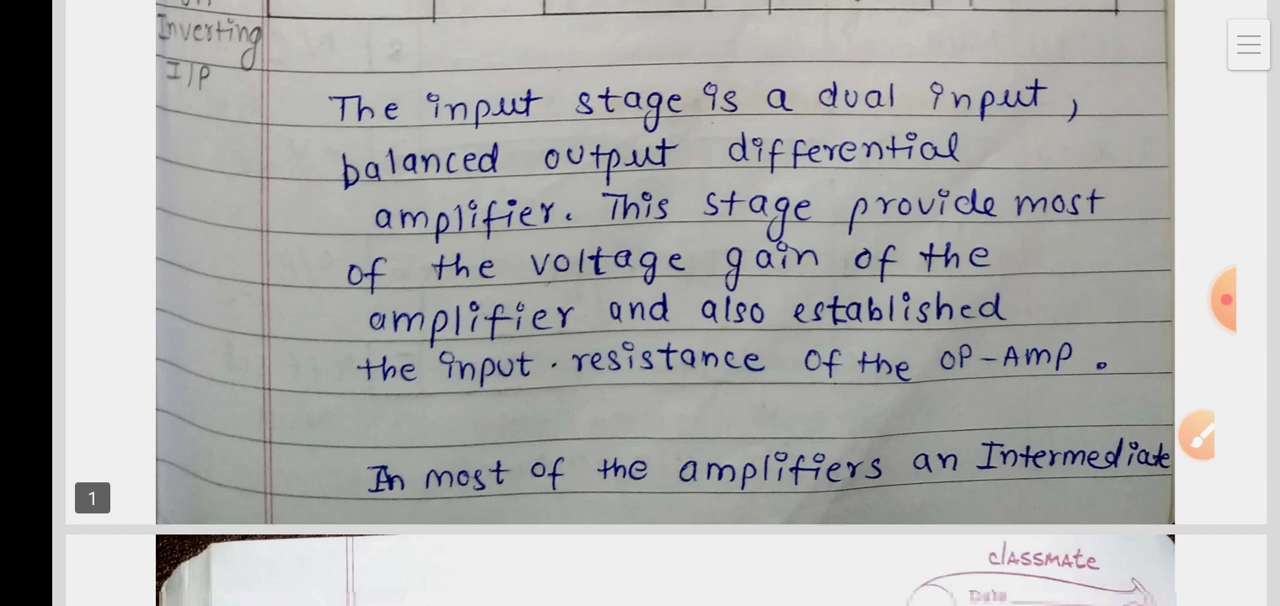 Inverting
I/P
The input stage is a dual input,
balanced output differential
amplifier. This stage provide most
of the voltage gain of the
amplifier and also established
the input . resistance of the OP-AMP.
In most of the amplifiers an Intermediate
1
classmate
Date